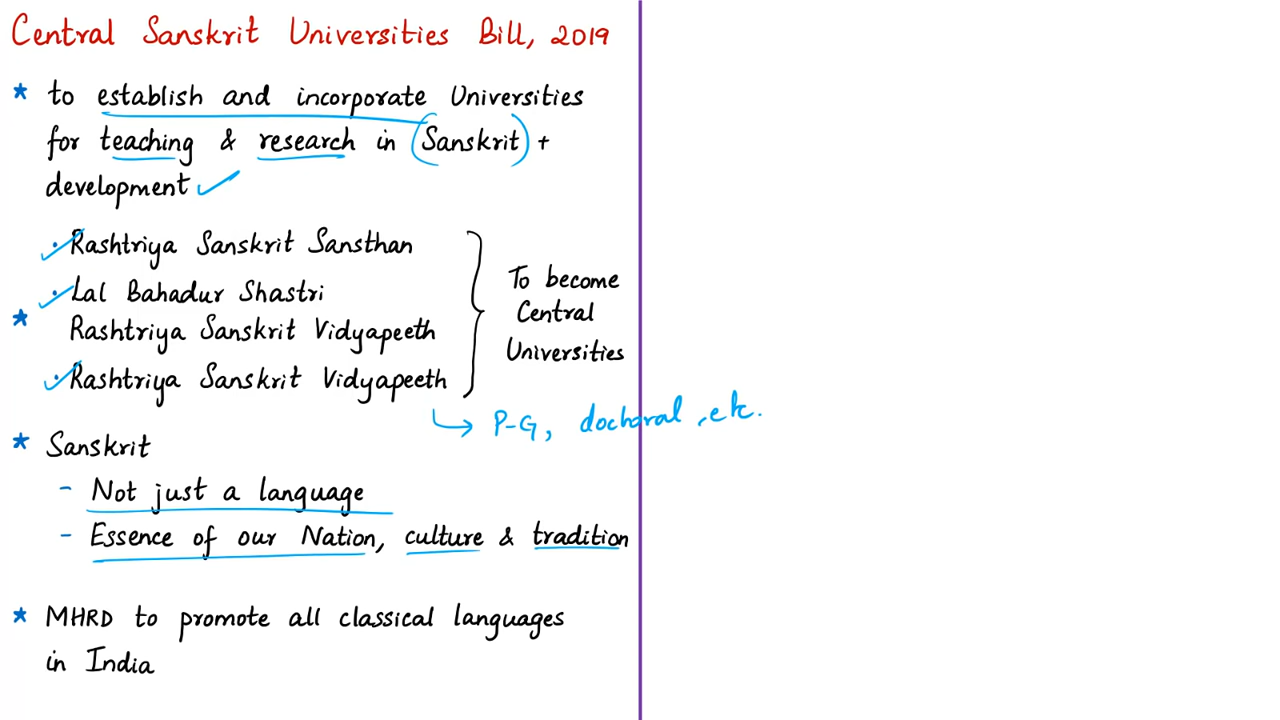 Central Sanskrit Universities Bill, 2019
* to establish and incorporate Universities
for teaching & research in (Sanskrit) +
development
· Rashtriya Sanskrit Sansthan
· Lal Bahadur Shastri
* Rashtriya Sanskrit Vidyapeeth
· Rashtriya Sanskrit Vidyapeeth
To become
Central
Universities
→ P-G, doctoral, etc.
* Sanskrit
- Not just a language
- Essence of our Nation, culture & tradition
* MHRD to promote all classical languages
in India